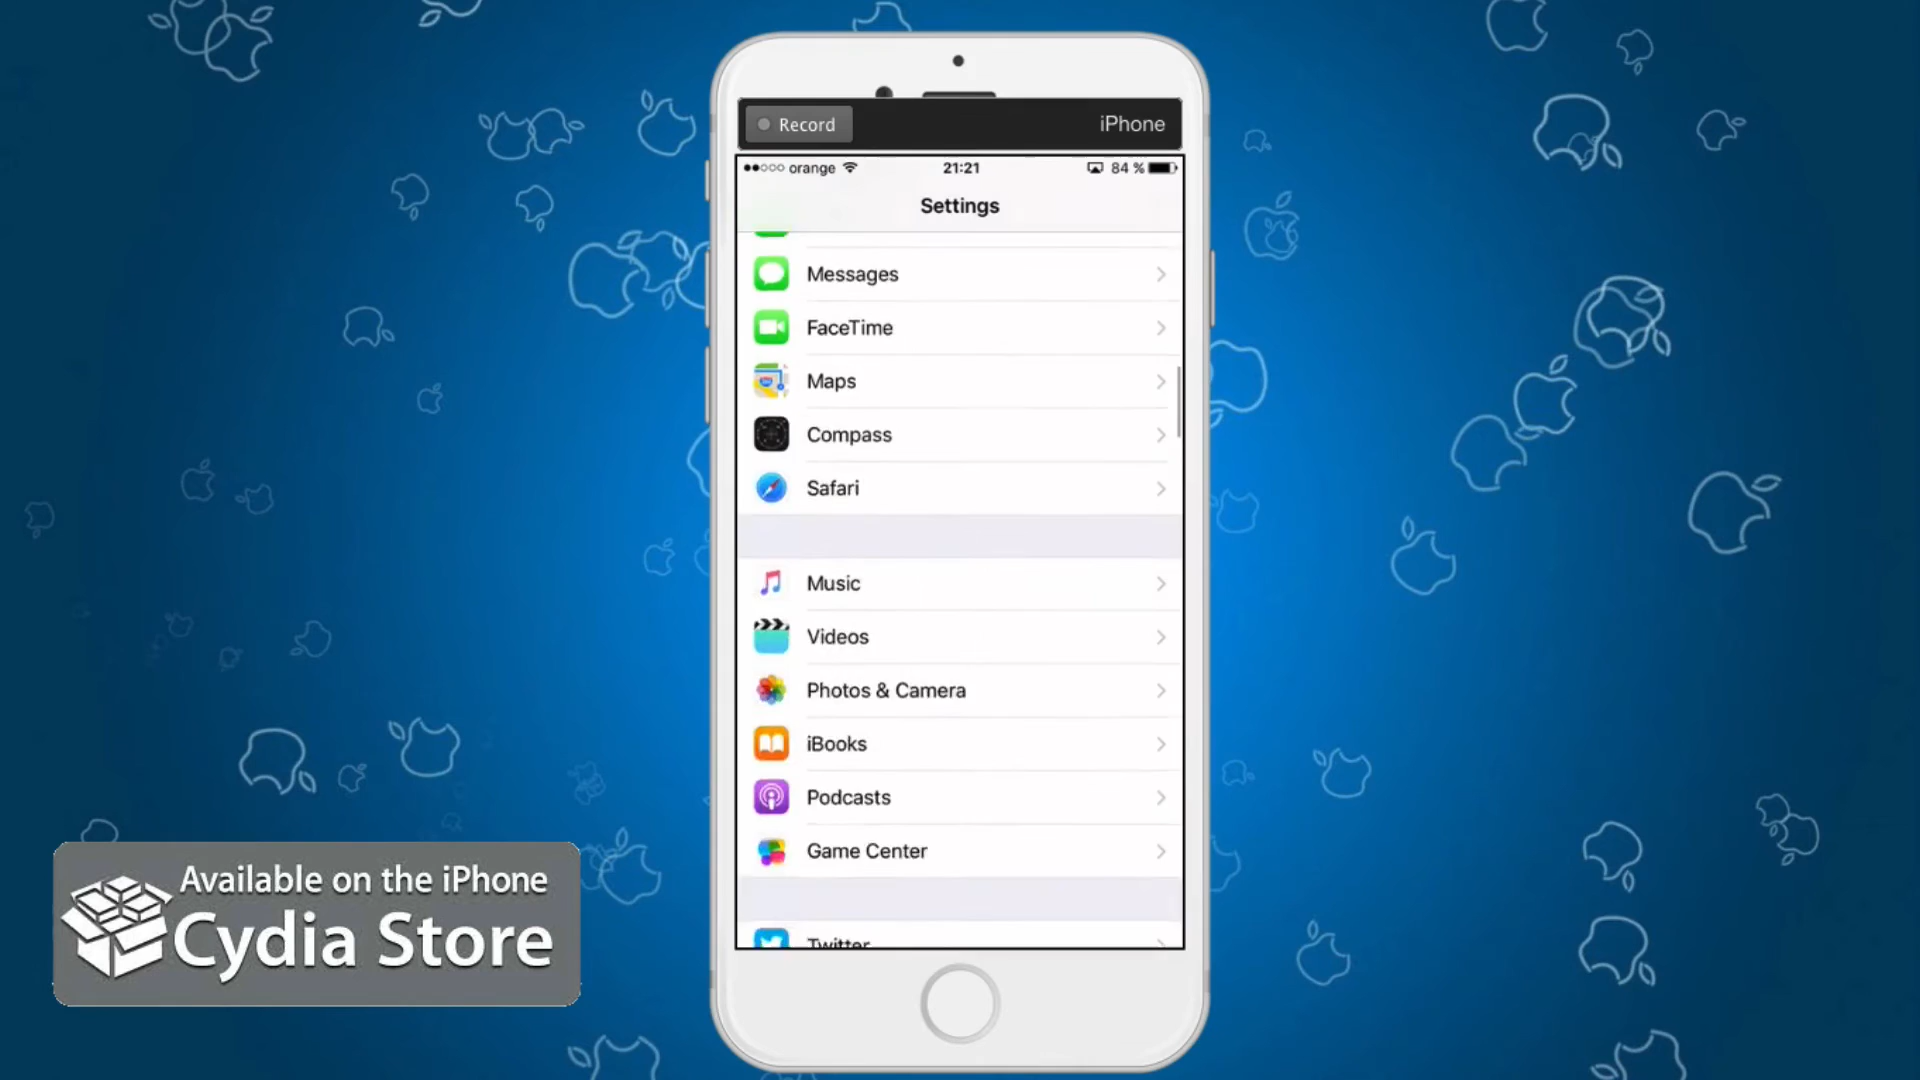 Record
iPhone
orange
21:21
84 %
Settings
Messages
FaceTime
Maps
Compass
Safari
Music
Videos
Photos & Camera
iBooks
Podcasts
Game Center
Twitter
Available on the iPhone
Cydia Store